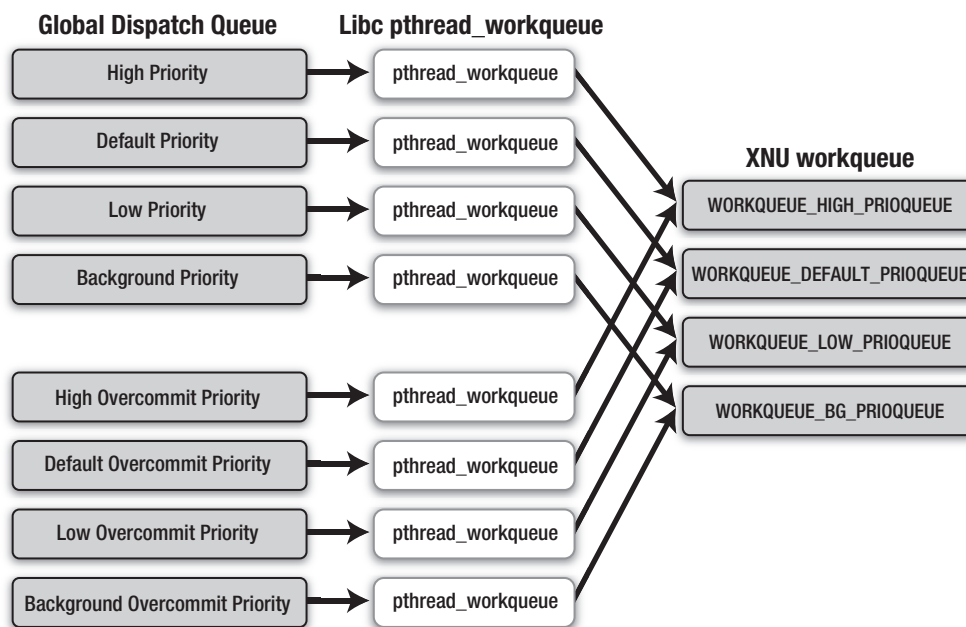 Global Dispatch Queue
Libc pthread_workqueue
High Priority
pthread_workqueue
Default Priority
pthread_workqueue
XNU workqueue
Low Priority
pthread_workqueue
WORKQUEUE_HIGH_PRIOQUEUE
Background Priority
pthread_workqueue
WORKQUEUE_DEFAULT_PRIOQUEUE
WORKQUEUE_LOW_PRIOQUEUE
High Overcommit Priority
pthread_workqueue
WORKQUEUE_BG_PRIOQUEUE
Default Overcommit Priority
pthread_workqueue
Low Overcommit Priority
pthread_workqueue
Background Overcommit Priority
pthread_workqueue